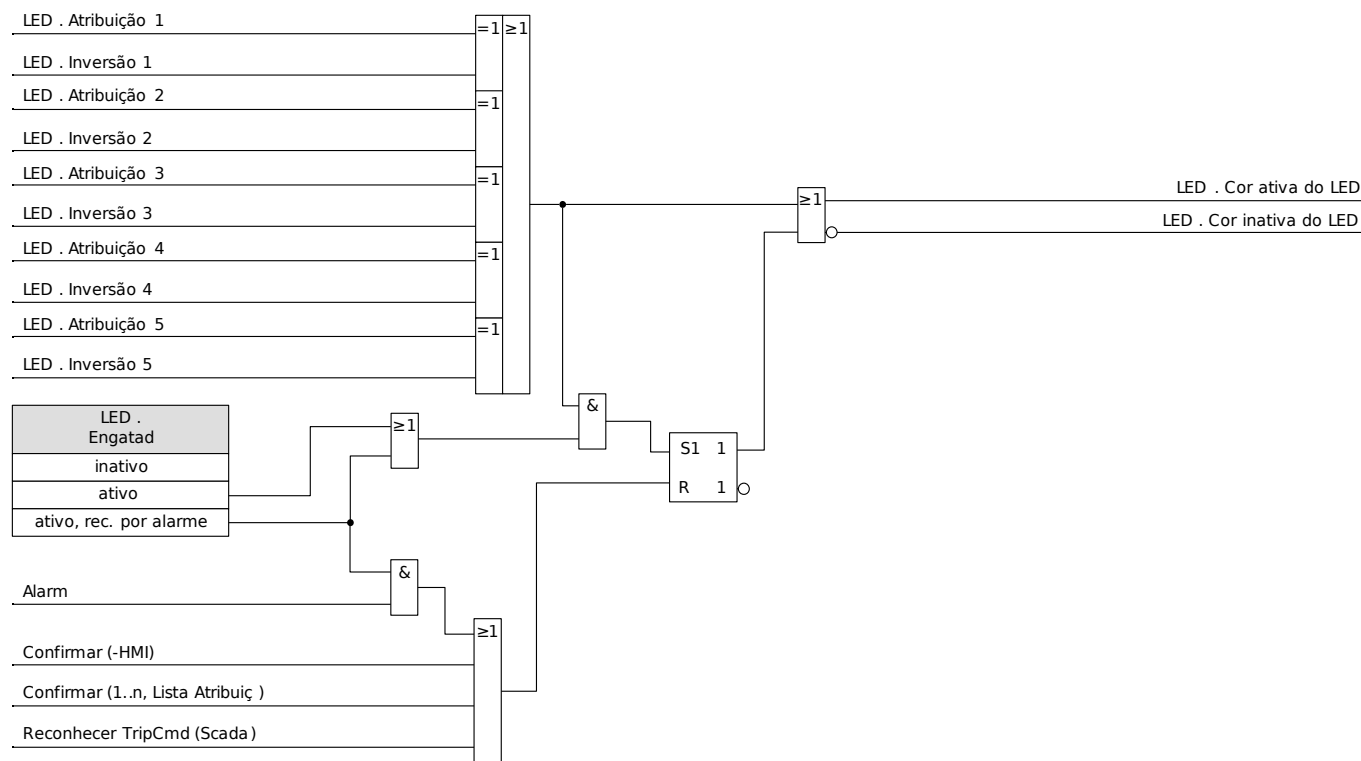 LED . Atribuição 1
=1 ≥1
LED . Inversão 1
LED . Atribuição 2
=1
LED . Inversão 2
LED . Atribuição 3
=1
LED . Inversão 3
LED . Atribuição 4
=1
LED . Inversão 4
LED . Atribuição 5
=1
LED . Inversão 5
≥1
LED . Cor ativa do LED
LED . Cor inativa do LED
LED .
Engatad
inativo
ativo
ativo, rec. por alarme
≥1
&
S1 1
R 1
&
Alarm
≥1
Confirmar (-HMI)
Confirmar (1..n, Lista Atribuiç )
Reconhecer TripCmd (Scada)